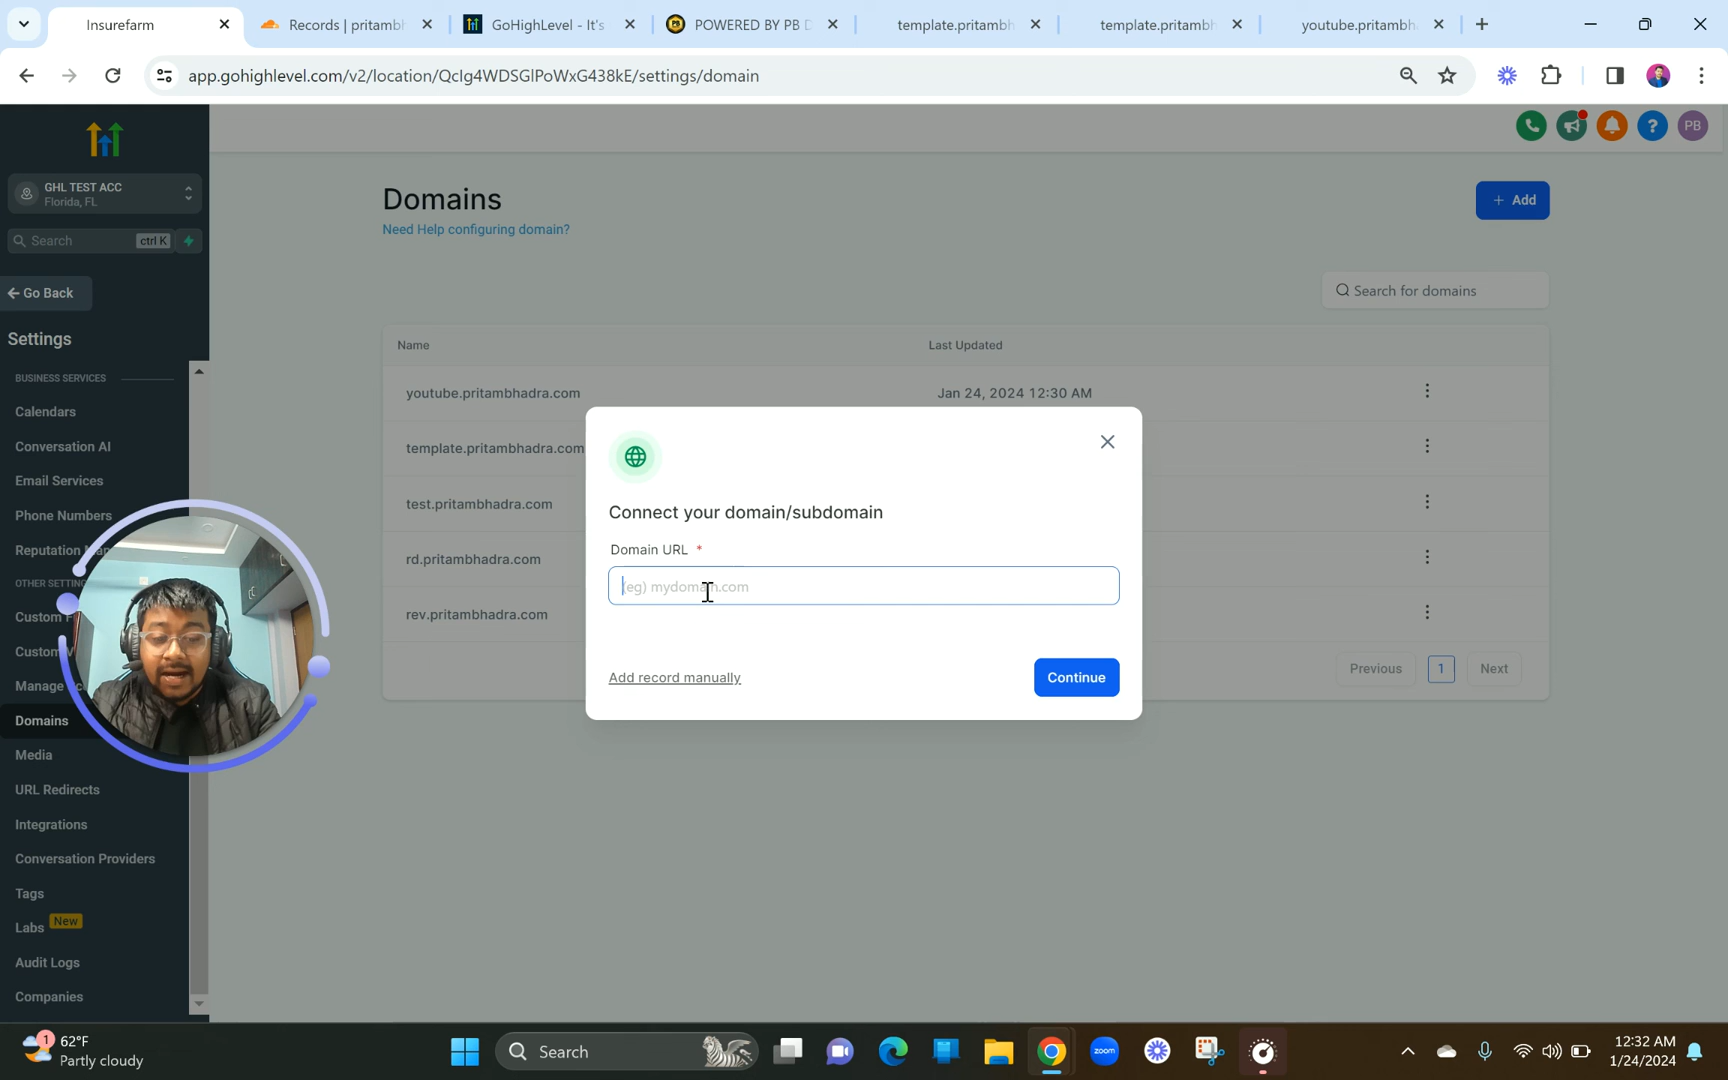 Insurefarm
Records | pritambh
GoHighLevel - It's
POWERED BY PB D
template.pritambh
template.pritambh
youtube.pritambh
app.gohighlevel.com/v2/location/Qclg4WDSGlPoWxG438kE/settings/domain
GHL TEST ACC
Florida, FL
Search
ctrl K
Go Back
Settings
BUSINESS SERVICES
Calendars
Conversation AI
Email Services
Phone Numbers
Reputation
OTHER SETTIN
Custom F
Custom V
Manage
Domains
Media
URL Redirects
Integrations
Conversation Providers
Tags
Labs New
Audit Logs
Companies
PB
Domains
Need Help configuring domain?
+ Add
Search for domains
Name
Last Updated
youtube.pritambhadra.com
Jan 24, 2024 12:30 AM
template.pritambhadra.com
test.pritambhadra.com
rd.pritambhadra.com
rev.pritambhadra.com
Previous
1
Next
Connect your domain/subdomain
Domain URL *
(eg) mydomain.com
Add record manually
Continue
1
62°F
Partly cloudy
Search
zoom
12:32 AM
1/24/2024